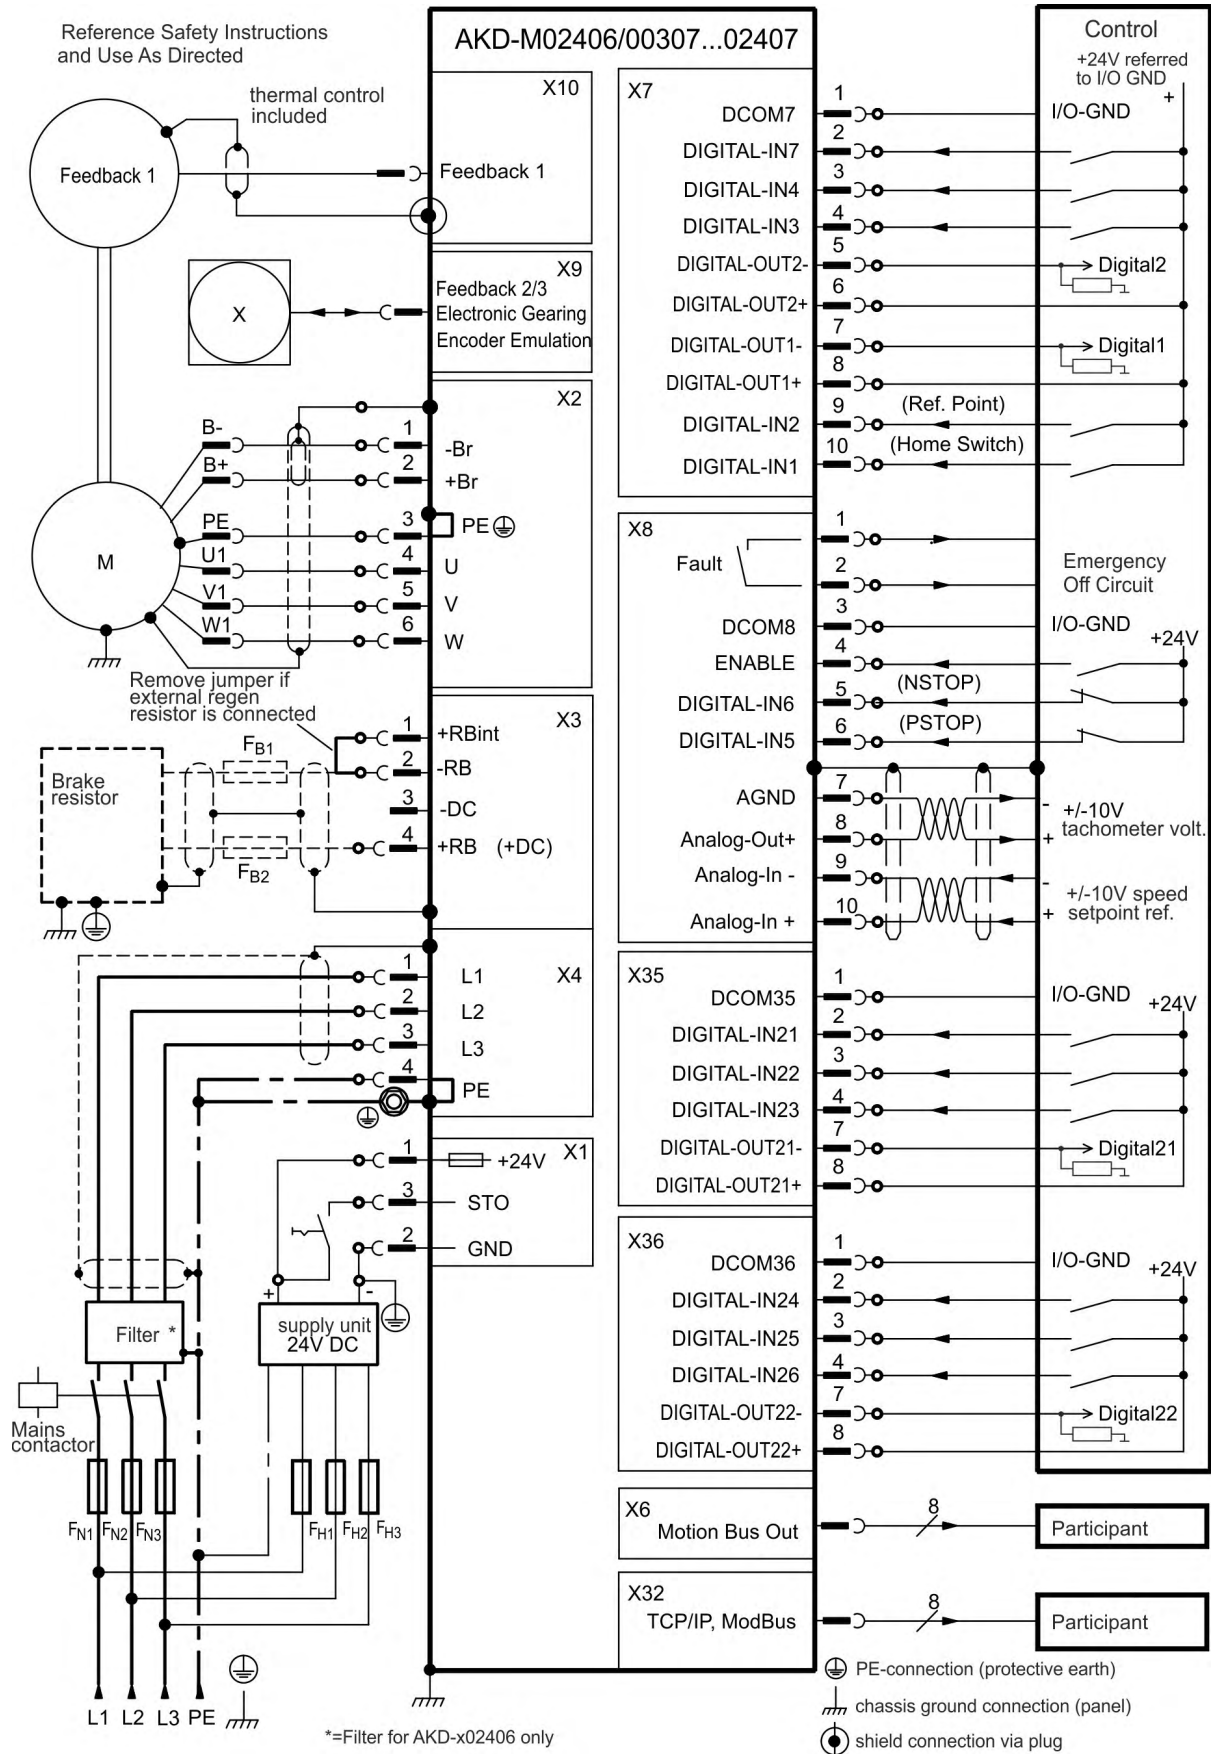 Reference Safety Instructions
and Use As Directed
AKD-M02406/00307...02407
Control
+24V referred
to I/O GND
+
thermal control
included
Feedback 1
X10
Feedback 1
X
X9
Feedback 2/3
Electronic Gearing
Encoder Emulation
X2
B- 1 -Br
B+ 2 +Br
PE 3 PE
M
U1 4 U
V1 5 V
W1 6 W
Remove jumper if
external regen
resistor is connected
X3
1 +RBint
FB1
2 -RB
Brake
resistor
3 -DC
4 +RB (+DC)
FB2
X4
1 L1
2 L2
3 L3
4 PE
X1
1 +24V
3 STO
2 GND
+ -
supply unit
24V DC
Filter *
Mains
contactor
FN1 FN2 FN3 FH1 FH2 FH3
L1 L2 L3 PE
*=Filter for AKD-x02406 only
X7
DCOM7 1 I/O-GND
DIGITAL-IN7 2
DIGITAL-IN4 3
DIGITAL-IN3 4
DIGITAL-OUT2- 5 Digital2
DIGITAL-OUT2+ 6
DIGITAL-OUT1- 7 Digital1
DIGITAL-OUT1+ 8
DIGITAL-IN2 9 (Ref. Point)
DIGITAL-IN1 10 (Home Switch)
X8
Fault
1
2
Emergency
Off Circuit
DCOM8 3 I/O-GND
+24V
ENABLE 4
DIGITAL-IN6 5 (NSTOP)
DIGITAL-IN5 6 (PSTOP)
AGND 7 -
+/-10V
tachometer volt.
Analog-Out+ 8 +
Analog-In - 9 -
+/-10V speed
setpoint ref.
Analog-In + 10 +
X35
DCOM35 1 I/O-GND +24V
DIGITAL-IN21 2
DIGITAL-IN22 3
DIGITAL-IN23 4
DIGITAL-OUT21- 7 Digital21
DIGITAL-OUT21+ 8
X36
DCOM36 1 I/O-GND +24V
DIGITAL-IN24 2
DIGITAL-IN25 3
DIGITAL-IN26 4
DIGITAL-OUT22- 7 Digital22
DIGITAL-OUT22+ 8
X6
Motion Bus Out 8 Participant
X32
TCP/IP, ModBus 8 Participant
PE-connection (protective earth)
chassis ground connection (panel)
shield connection via plug